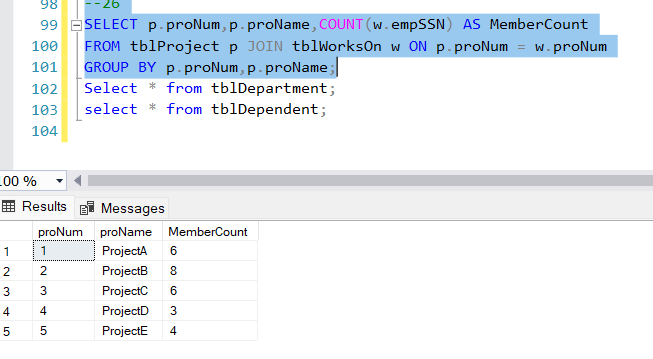 98 --26
99 SELECT p.proNum,p.proName,COUNT(w.empSSN) AS MemberCount
100 FROM tblProject p JOIN tblWorksOn w ON p.proNum = w.proNum
101 GROUP BY p.proNum,p.proName;
102 Select * from tblDepartment;
103 select * from tblDependent;
104
100 %
Results Messages
proNum proName MemberCount
1 1 ProjectA 6
2 2 ProjectB 8
3 3 ProjectC 6
4 4 ProjectD 3
5 5 ProjectE 4